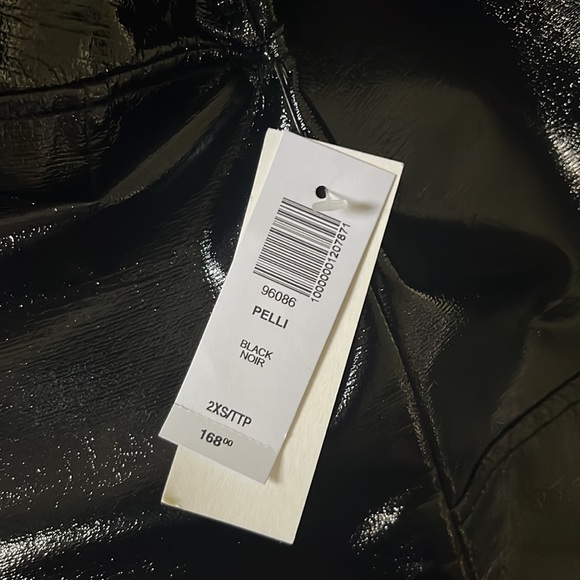 1000001207871
96086
PELLI
BLACK
NOIR
2XS/TTP
168.00